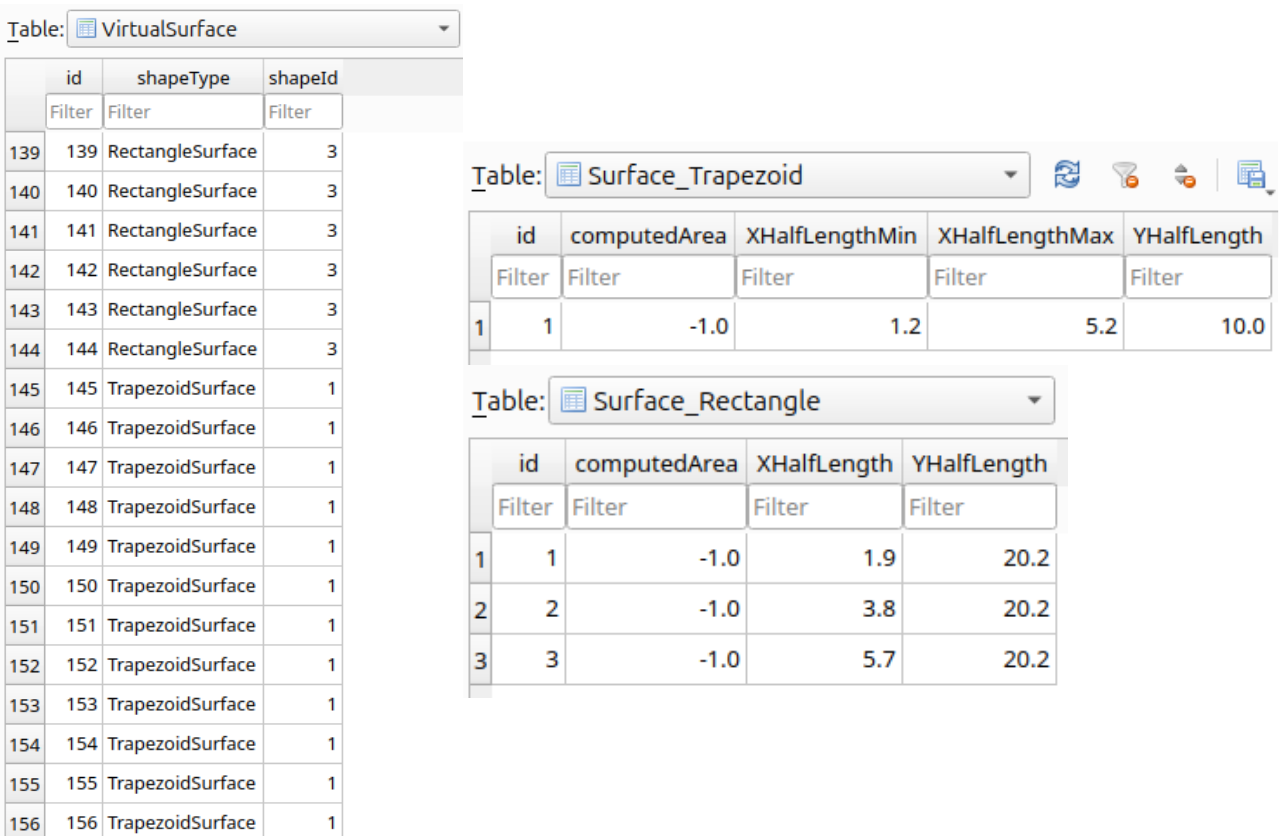 Table: VirtualSurface
id shapeType shapeId
Filter Filter Filter
139 139 RectangleSurface 3
140 140 RectangleSurface 3
141 141 RectangleSurface 3
142 142 RectangleSurface 3
143 143 RectangleSurface 3
144 144 RectangleSurface 3
145 145 TrapezoidSurface 1
146 146 TrapezoidSurface 1
147 147 TrapezoidSurface 1
148 148 TrapezoidSurface 1
149 149 TrapezoidSurface 1
150 150 TrapezoidSurface 1
151 151 TrapezoidSurface 1
152 152 TrapezoidSurface 1
153 153 TrapezoidSurface 1
154 154 TrapezoidSurface 1
155 155 TrapezoidSurface 1
156 156 TrapezoidSurface 1
Table: Surface_Trapezoid
id computedArea XHalfLengthMin XHalfLengthMax YHalfLength
Filter Filter Filter Filter Filter
1 1 -1.0 1.2 5.2 10.0
Table: Surface_Rectangle
id computedArea XHalfLength YHalfLength
Filter Filter Filter Filter
1 1 -1.0 1.9 20.2
2 2 -1.0 3.8 20.2
3 3 -1.0 5.7 20.2